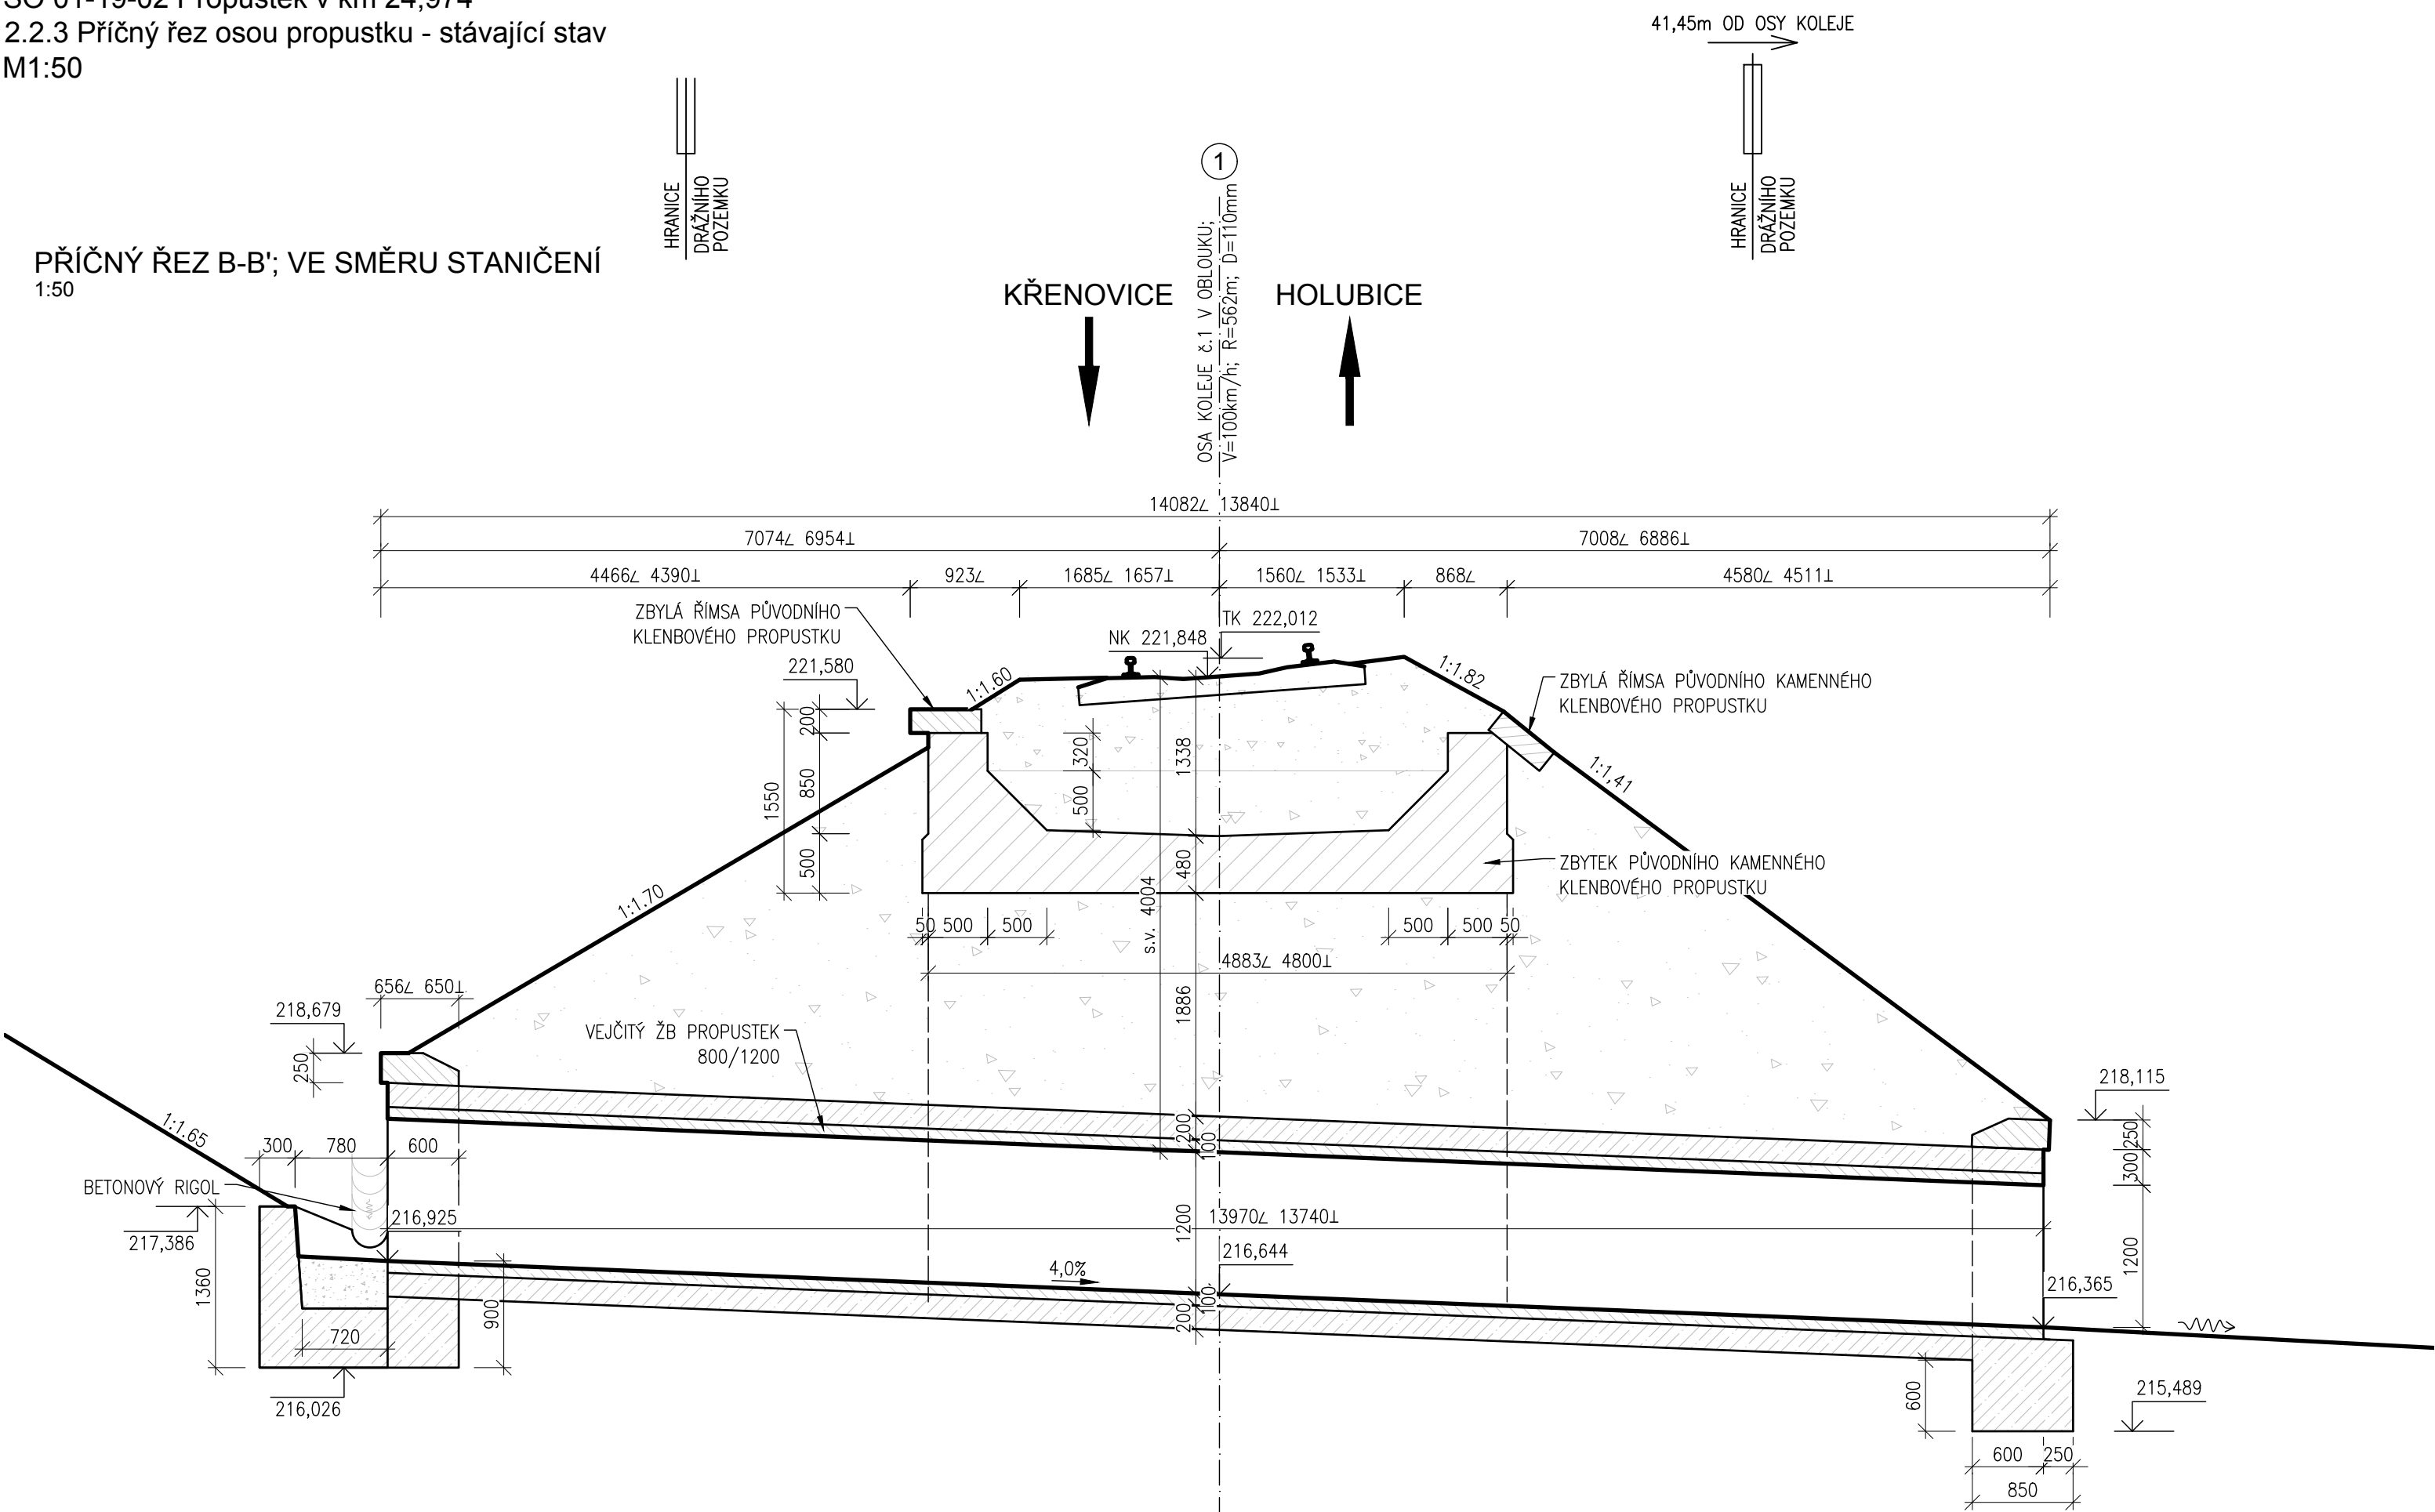 SO 01-19-02 Propustek v km 24,974
2.2.3 Příčný řez osou propustku - stávající stav
M1:50
41,45m OD OSY KOLEJE
HRANICE
DRÁŽNÍHO
POZEMKU
HRANICE
DRÁŽNÍHO
POZEMKU
1
OSA KOLEJE č.1 V OBLOUKU;
V=100km/h; R=562m; D=110mm
PŘÍČNÝ ŘEZ B-B'; VE SMĚRU STANIČENÍ
1:50
KŘENOVICE
HOLUBICE
14082∠ 13840⊥
7074∠ 6954⊥
7008∠ 6886⊥
4466∠ 4390⊥
923∠
1685∠ 1657⊥
1560∠ 1533⊥
868∠
4580∠ 4511⊥
ZBYLÁ ŘÍMSA PŮVODNÍHO
KLENBOVÉHO PROPUSTKU
NK 221,848
TK 222,012
221,580
1:1.60
1:1.82
ZBYLÁ ŘÍMSA PŮVODNÍHO KAMENNÉHO
KLENBOVÉHO PROPUSTKU
1:1,41
200
850
1550
500
320
500
1338
480
s.v. 4004
ZBYTEK PŮVODNÍHO KAMENNÉHO
KLENBOVÉHO PROPUSTKU
1:1.70
50 500
500
500
500 50
4883∠ 4800⊥
1886
656∠ 650⊥
218,679
250
VEJČITÝ ŽB PROPUSTEK
800/1200
218,115
1:1.65
300
780
600
200
100
250
300
BETONOVÝ RIGOL
216,925
217,386
1200
13970∠ 13740⊥
216,644
1200
4,0%
216,365
1360
900
200
100
720
216,026
600
215,489
600
250
850